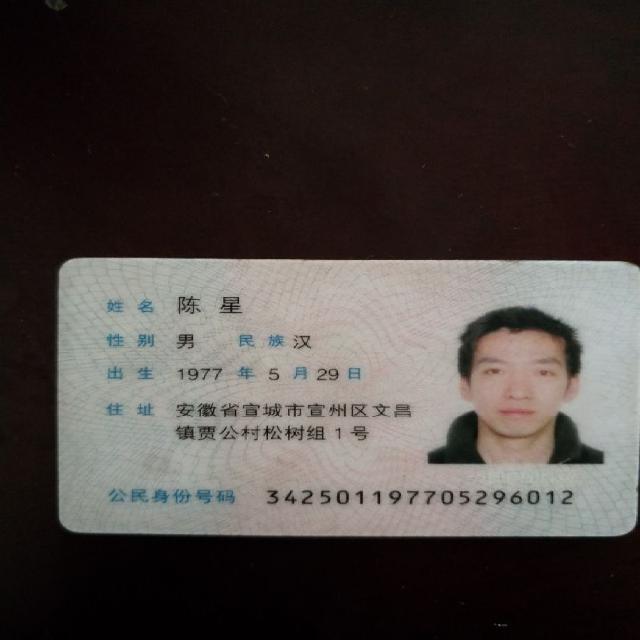 姓名 陈星
性别 男 民族 汉
出生 1977 年 5 月 29 日
住址 安徽省宣城市宣州区文昌
镇贾公村松树组1号
公民身份号码 342501197705296012